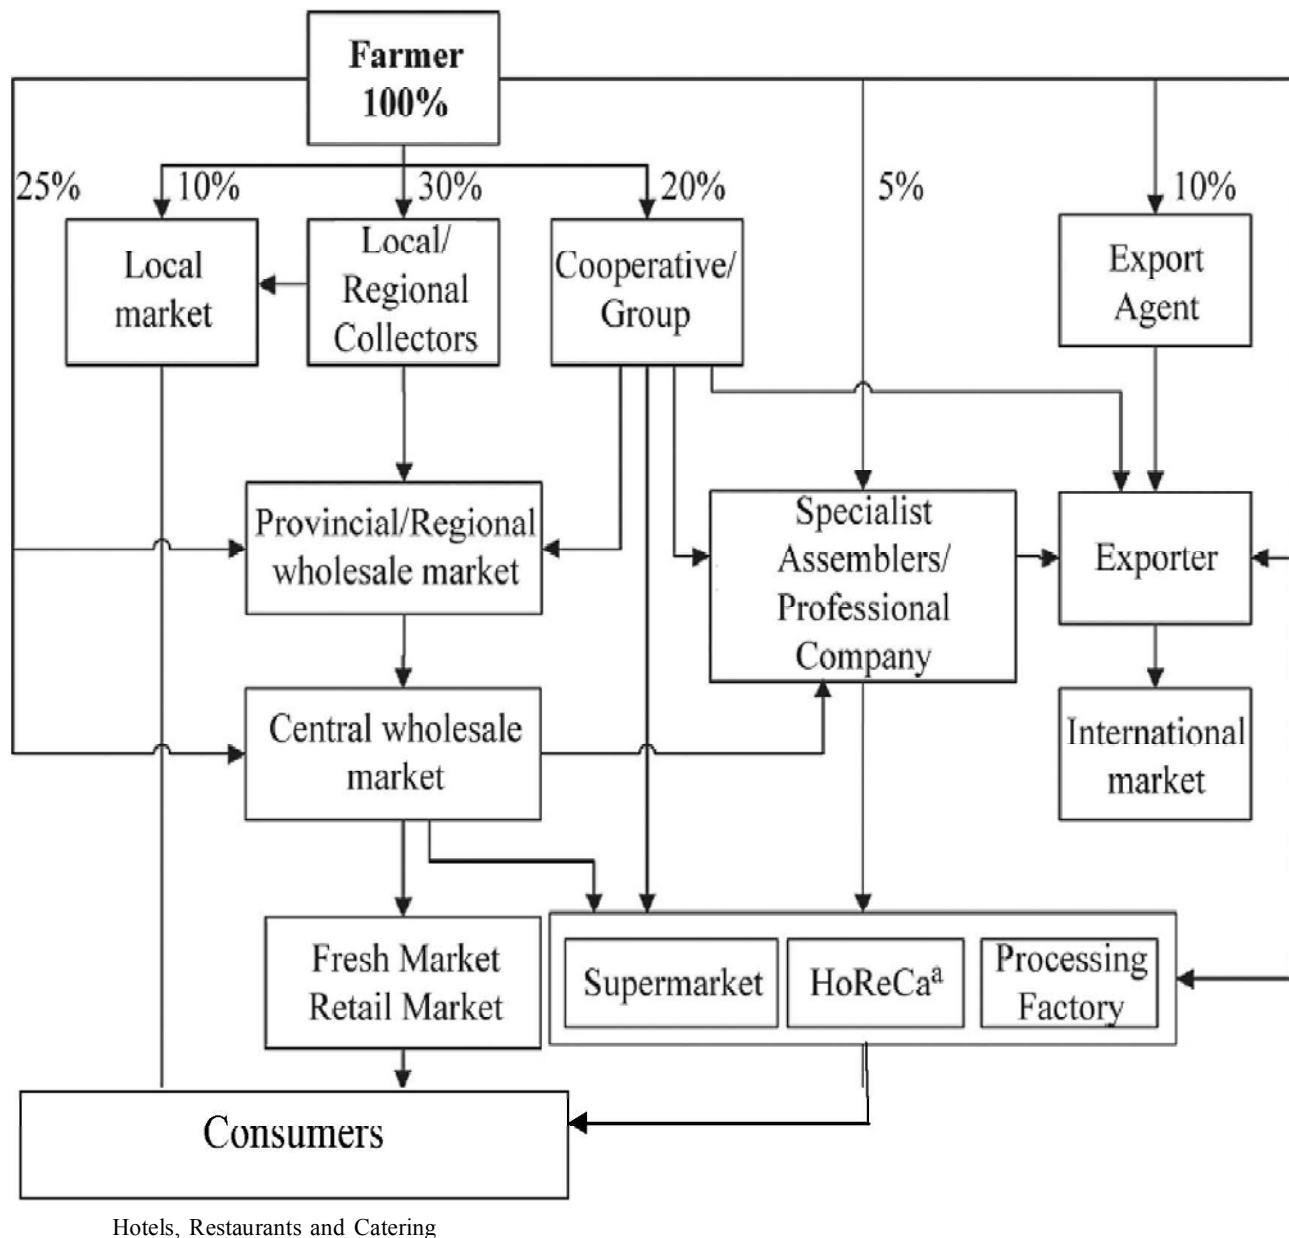 Farmer
100%
25%
10%
30%
20%
5%
10%
Local
market
Local/
Regional
Collectors
Cooperative/
Group
Export
Agent
Provincial/Regional
wholesale market
Specialist
Assemblers/
Professional
Company
Exporter
Central wholesale
market
International
market
Fresh Market
Retail Market
Supermarket
HoReCaª
Processing
Factory
Consumers
Hotels, Restaurants and Catering